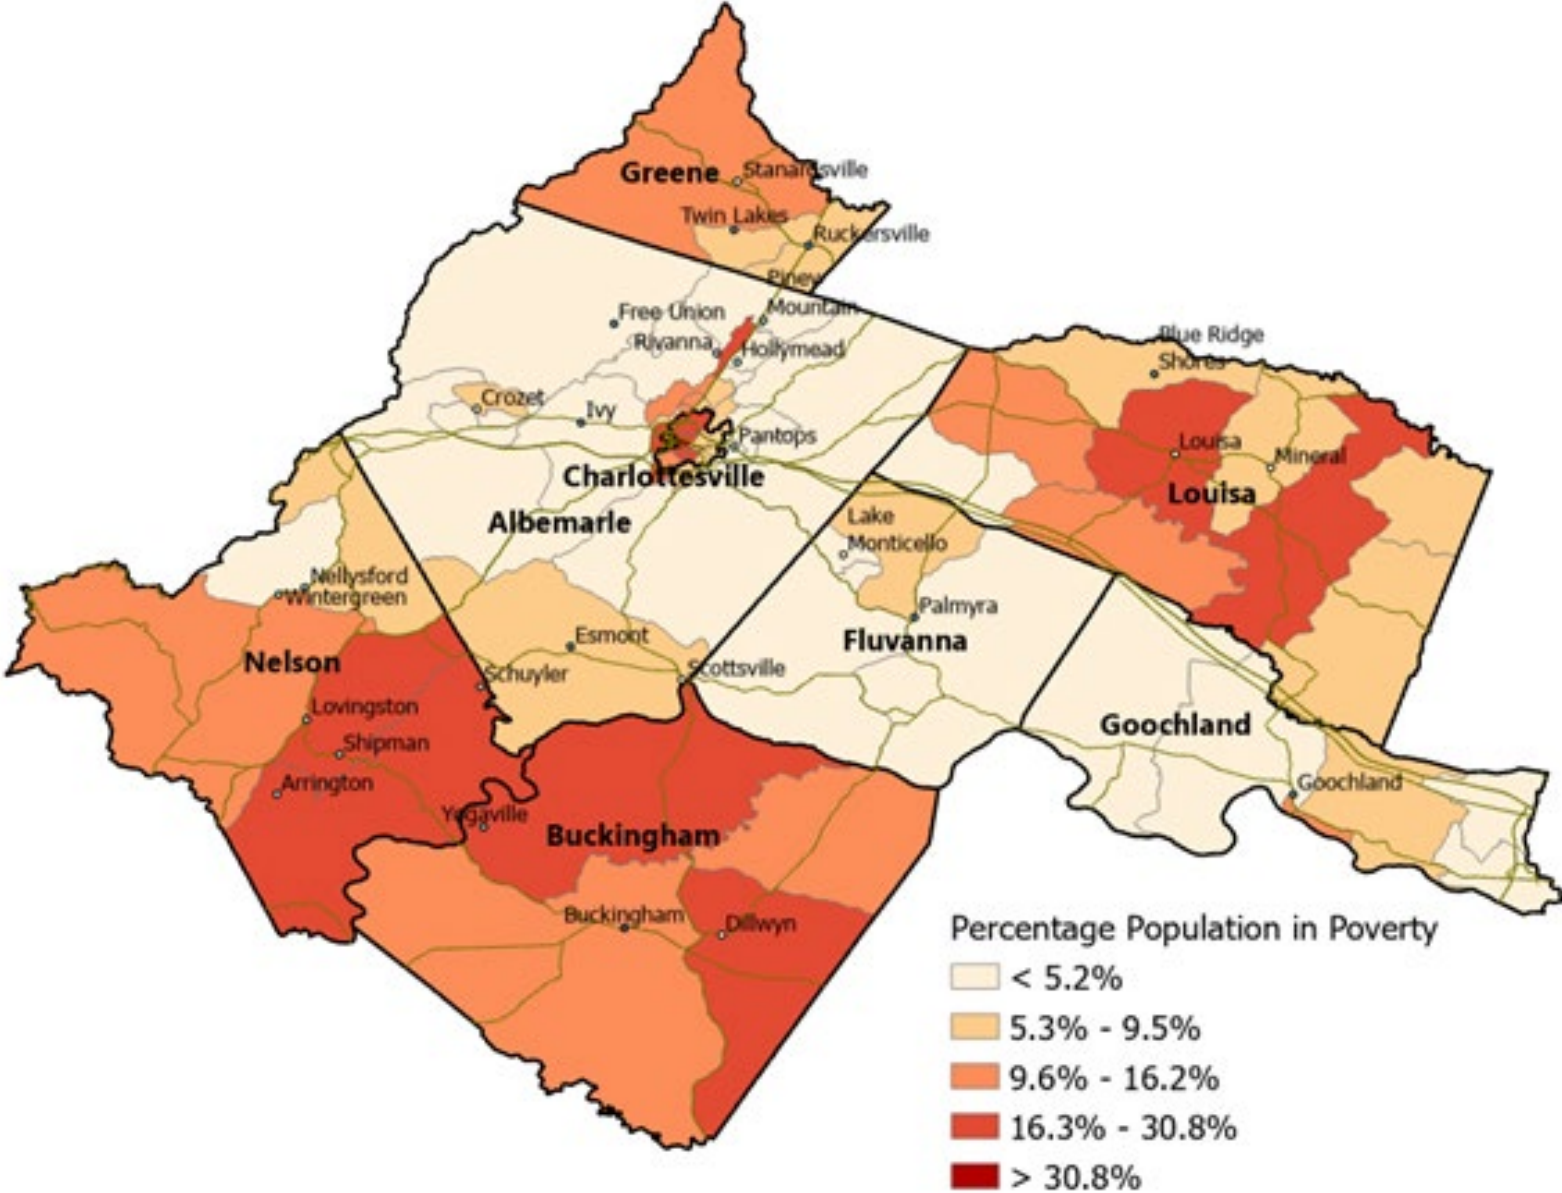 Greene
Stanardsville
Twin Lakes
Ruckersville
Piney
Mountain
Free Union
Rivanna
Hollymead
Blue Ridge
Shores
Crozet
Ivy
Pantops
Louisa
Mineral
Charlottesville
Louisa
Albemarle
Lake
Monticello
Nellysford
Wintergreen
Palmyra
Esmont
Fluvanna
Nelson
Schuyler
Scottsville
Lovingston
Goochland
Shipman
Arrington
Goochland
Yogaville
Buckingham
Buckingham
Dillwyn
Percentage Population in Poverty
< 5.2%
5.3% - 9.5%
9.6% - 16.2%
16.3% - 30.8%
> 30.8%